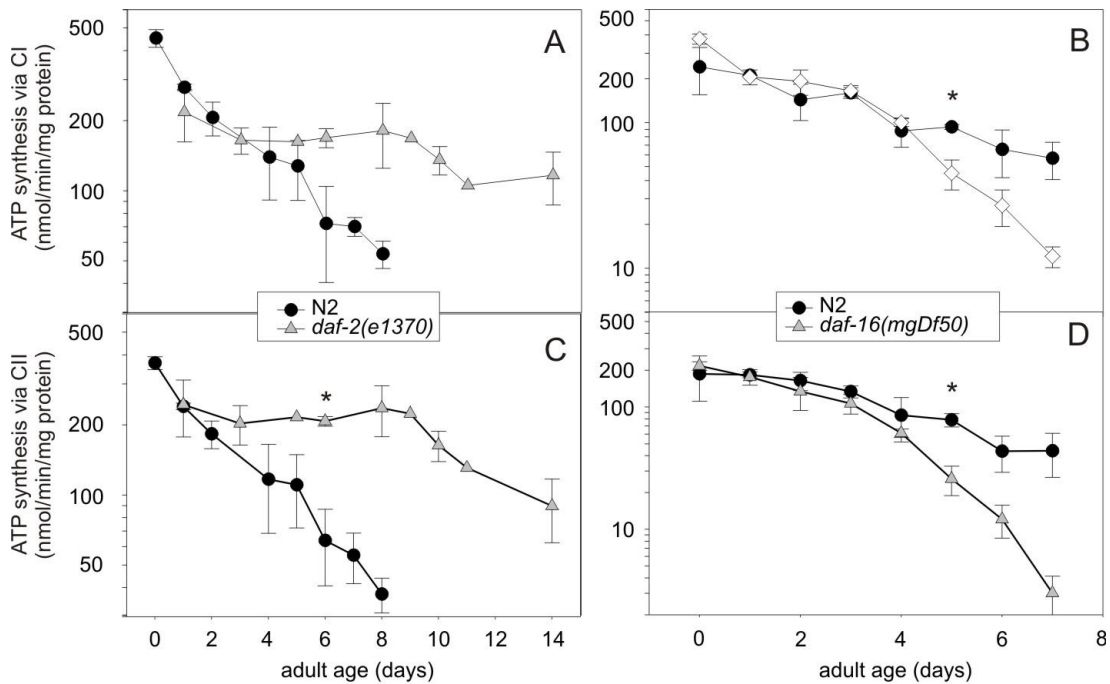 A
B
ATP synthesis via CI
(nmol/min/mg protein)
500
200
100
50
500
200
100
10
N2
daf-2(e1370)
N2
daf-16(mgDf50)
*
C
D
ATP synthesis via CII
(nmol/min/mg protein)
500
200
100
50
*
200
100
10
*
0 2 4 6 8 10 12 14
0 2 4 6 8
adult age (days)
adult age (days)